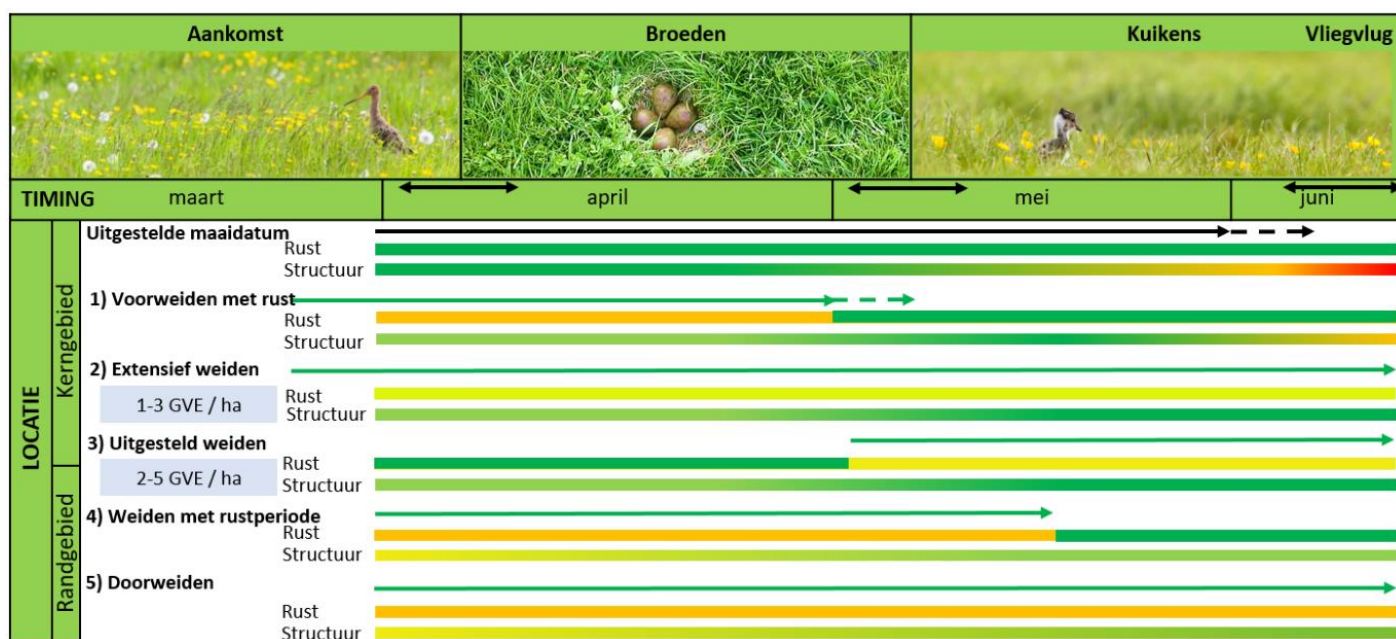 Aankomst
Broeden
Kuikens
Vliegvlug
TIMING
maart
april
mei
juni
LOCATIE
Kerngebied
Randgebied
Uitgestelde maaidatum
Rust
Structuur
1) Voorweiden met rust
Rust
Structuur
2) Extensief weiden
1-3 GVE / ha
Rust
Structuur
3) Uitgesteld weiden
2-5 GVE / ha
Rust
Structuur
4) Weiden met rustperiode
Rust
Structuur
5) Doorweiden
Rust
Structuur